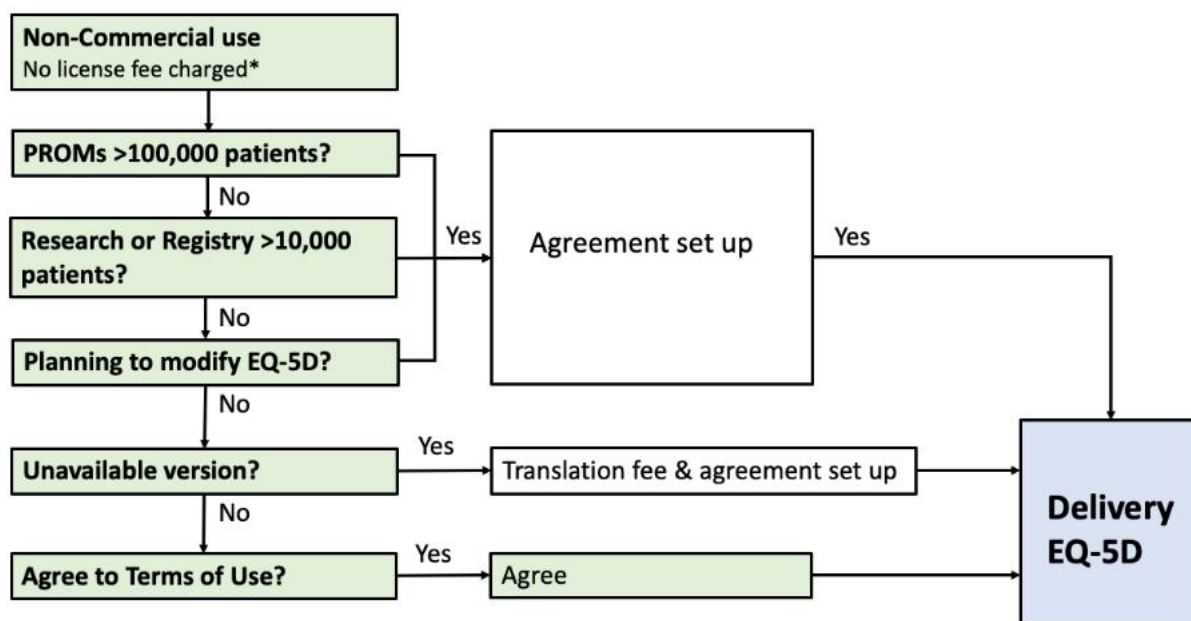 Non-Commercial use
No license fee charged*
PROMs >100,000 patients?
No
Research or Registry >10,000
patients?
Yes
Agreement set up
Yes
No
Planning to modify EQ-5D?
No
Unavailable version?
Yes
Translation fee & agreement set up
No
Delivery
EQ-5D
Agree to Terms of Use?
Yes
Agree